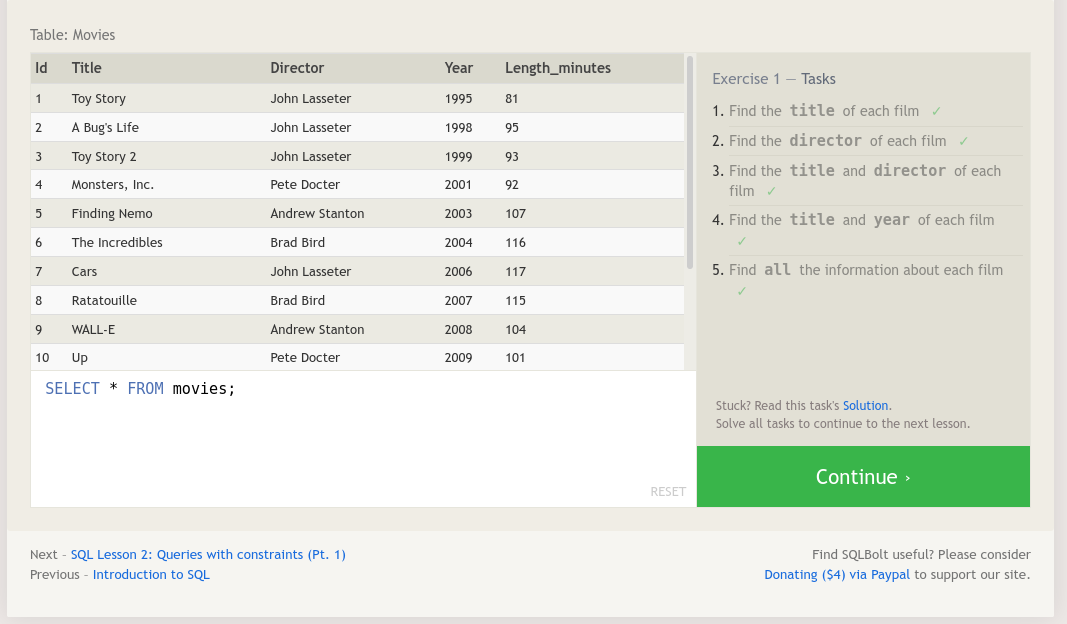 Table: Movies
Id Title Director Year Length_minutes
1 Toy Story John Lasseter 1995 81
2 A Bug's Life John Lasseter 1998 95
3 Toy Story 2 John Lasseter 1999 93
4 Monsters, Inc. Pete Docter 2001 92
5 Finding Nemo Andrew Stanton 2003 107
6 The Incredibles Brad Bird 2004 116
7 Cars John Lasseter 2006 117
8 Ratatouille Brad Bird 2007 115
9 WALL-E Andrew Stanton 2008 104
10 Up Pete Docter 2009 101
SELECT * FROM movies;
RESET
Exercise 1 — Tasks
1. Find the title of each film ✓
2. Find the director of each film ✓
3. Find the title and director of each
film ✓
4. Find the title and year of each film
✓
5. Find all the information about each film
✓
Stuck? Read this task's Solution.
Solve all tasks to continue to the next lesson.
Continue ›
Next – SQL Lesson 2: Queries with constraints (Pt. 1)
Previous – Introduction to SQL
Find SQLBolt useful? Please consider
Donating ($4) via Paypal to support our site.